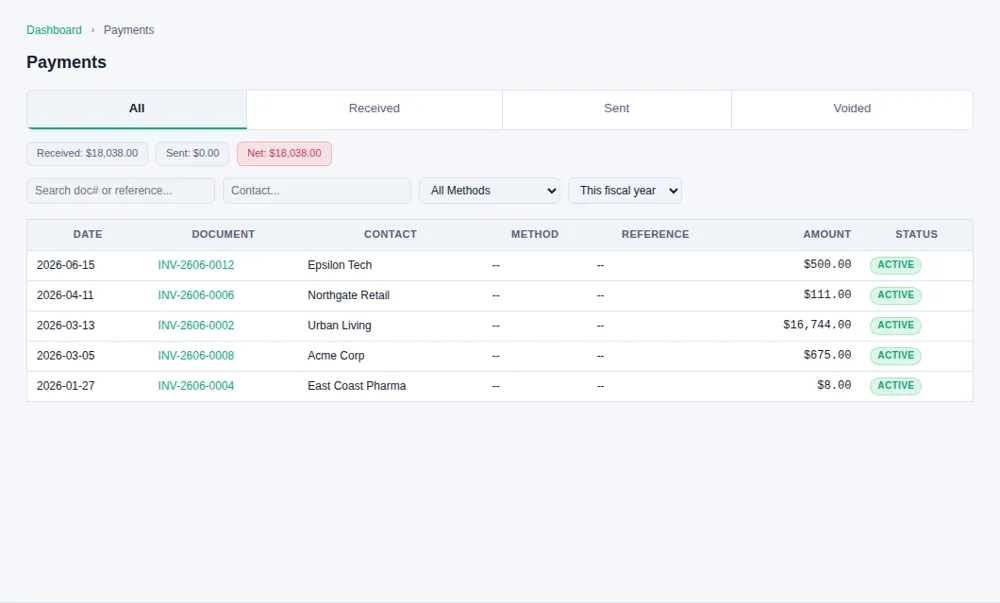 Dashboard › Payments
Payments
All Received Sent Voided
Received: $18,038.00 Sent: $0.00 Net: $18,038.00
Search doc# or reference... Contact... All Methods This fiscal year
DATE DOCUMENT CONTACT METHOD REFERENCE AMOUNT STATUS
2026-06-15 INV-2606-0012 Epsilon Tech -- -- $500.00 ACTIVE
2026-04-11 INV-2606-0006 Northgate Retail -- -- $111.00 ACTIVE
2026-03-13 INV-2606-0002 Urban Living -- -- $16,744.00 ACTIVE
2026-03-05 INV-2606-0008 Acme Corp -- -- $675.00 ACTIVE
2026-01-27 INV-2606-0004 East Coast Pharma -- -- $8.00 ACTIVE